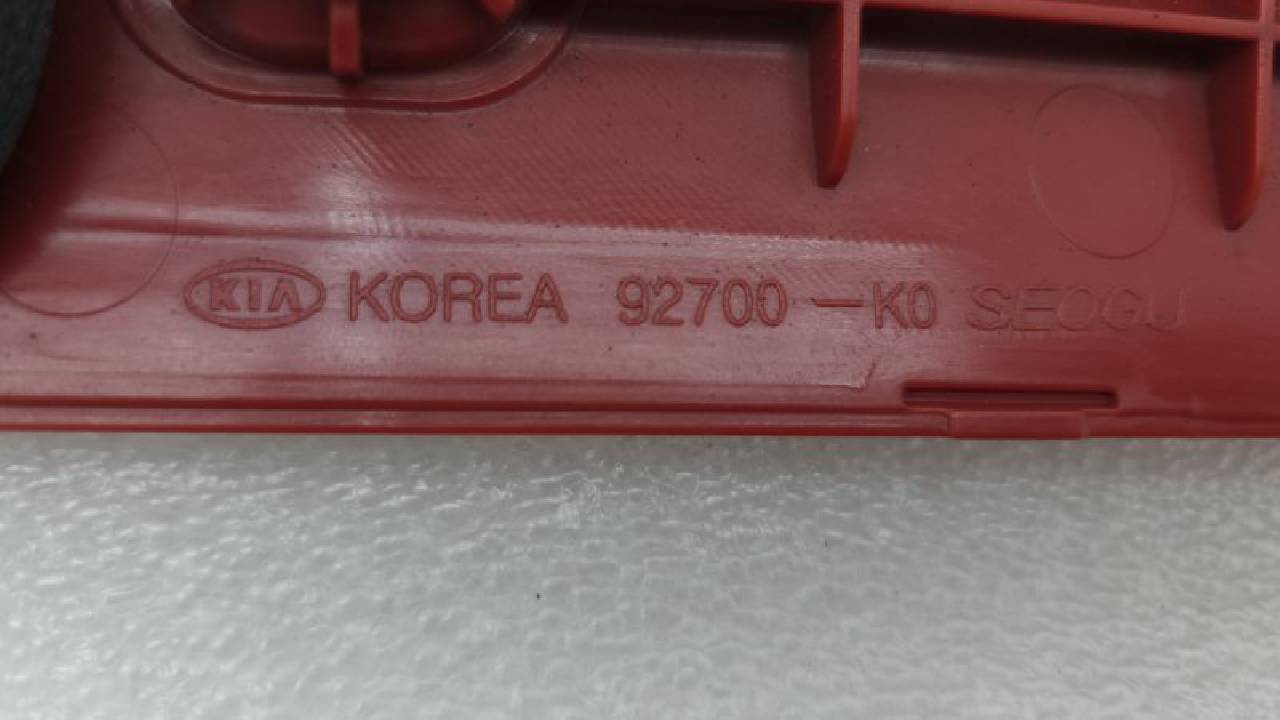 KIA KOREA 92700 -K0 SEOGU